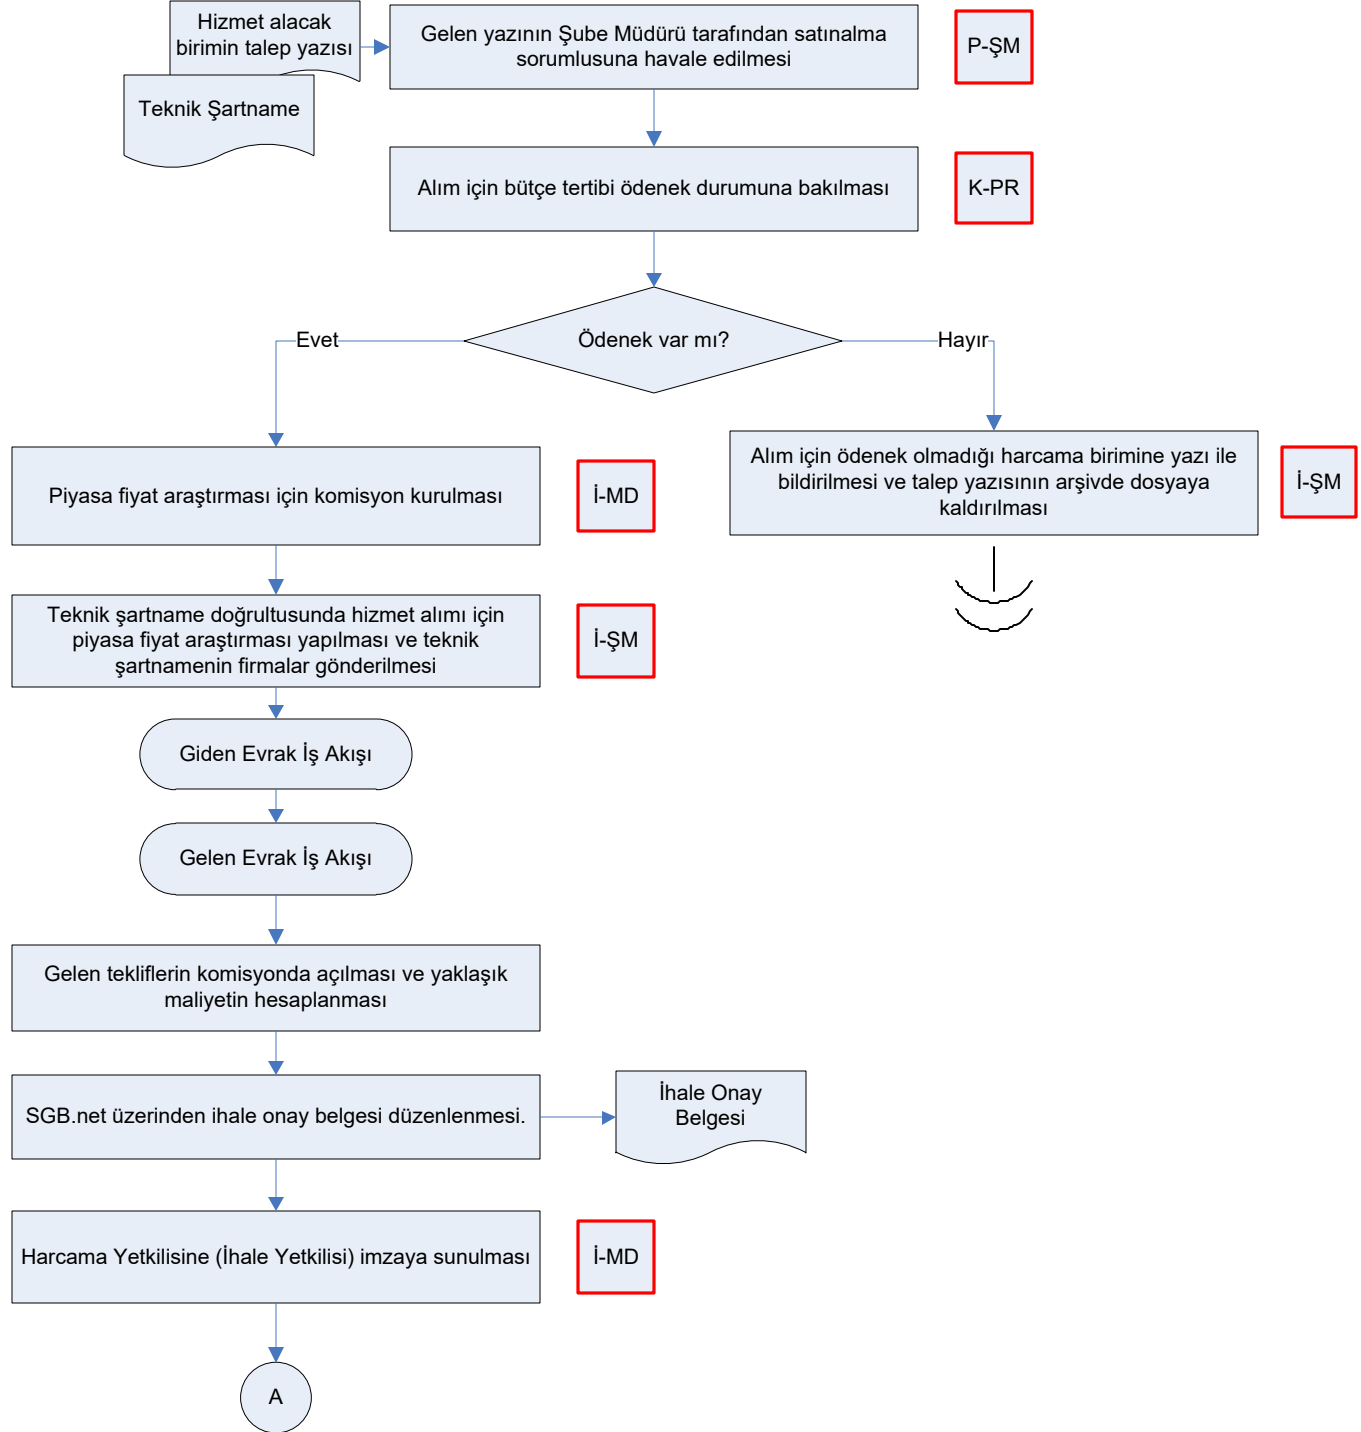 Hizmet alacak
birimin talep yazısı
Teknik Şartname
Gelen yazının Şube Müdürü tarafından satınalma
sorumlusuna havale edilmesi
P-ŞM
Alım için bütçe tertibi ödenek durumuna bakılması
K-PR
Ödenek var mı?
Evet
Hayır
Piyasa fiyat araştırması için komisyon kurulması
İ-MD
Alım için ödenek olmadığı harcama birimine yazı ile
bildirilmesi ve talep yazısının arşivde dosyaya
kaldırılması
İ-ŞM
Teknik şartname doğrultusunda hizmet alımı için
piyasa fiyat araştırması yapılması ve teknik
şartnamenin firmalar gönderilmesi
İ-ŞM
Giden Evrak İş Akışı
Gelen Evrak İş Akışı
Gelen tekliflerin komisyonda açılması ve yaklaşık
maliyetin hesaplanması
SGB.net üzerinden ihale onay belgesi düzenlenmesi.
İhale Onay
Belgesi
Harcama Yetkilisine (İhale Yetkilisi) imzaya sunulması
İ-MD
A